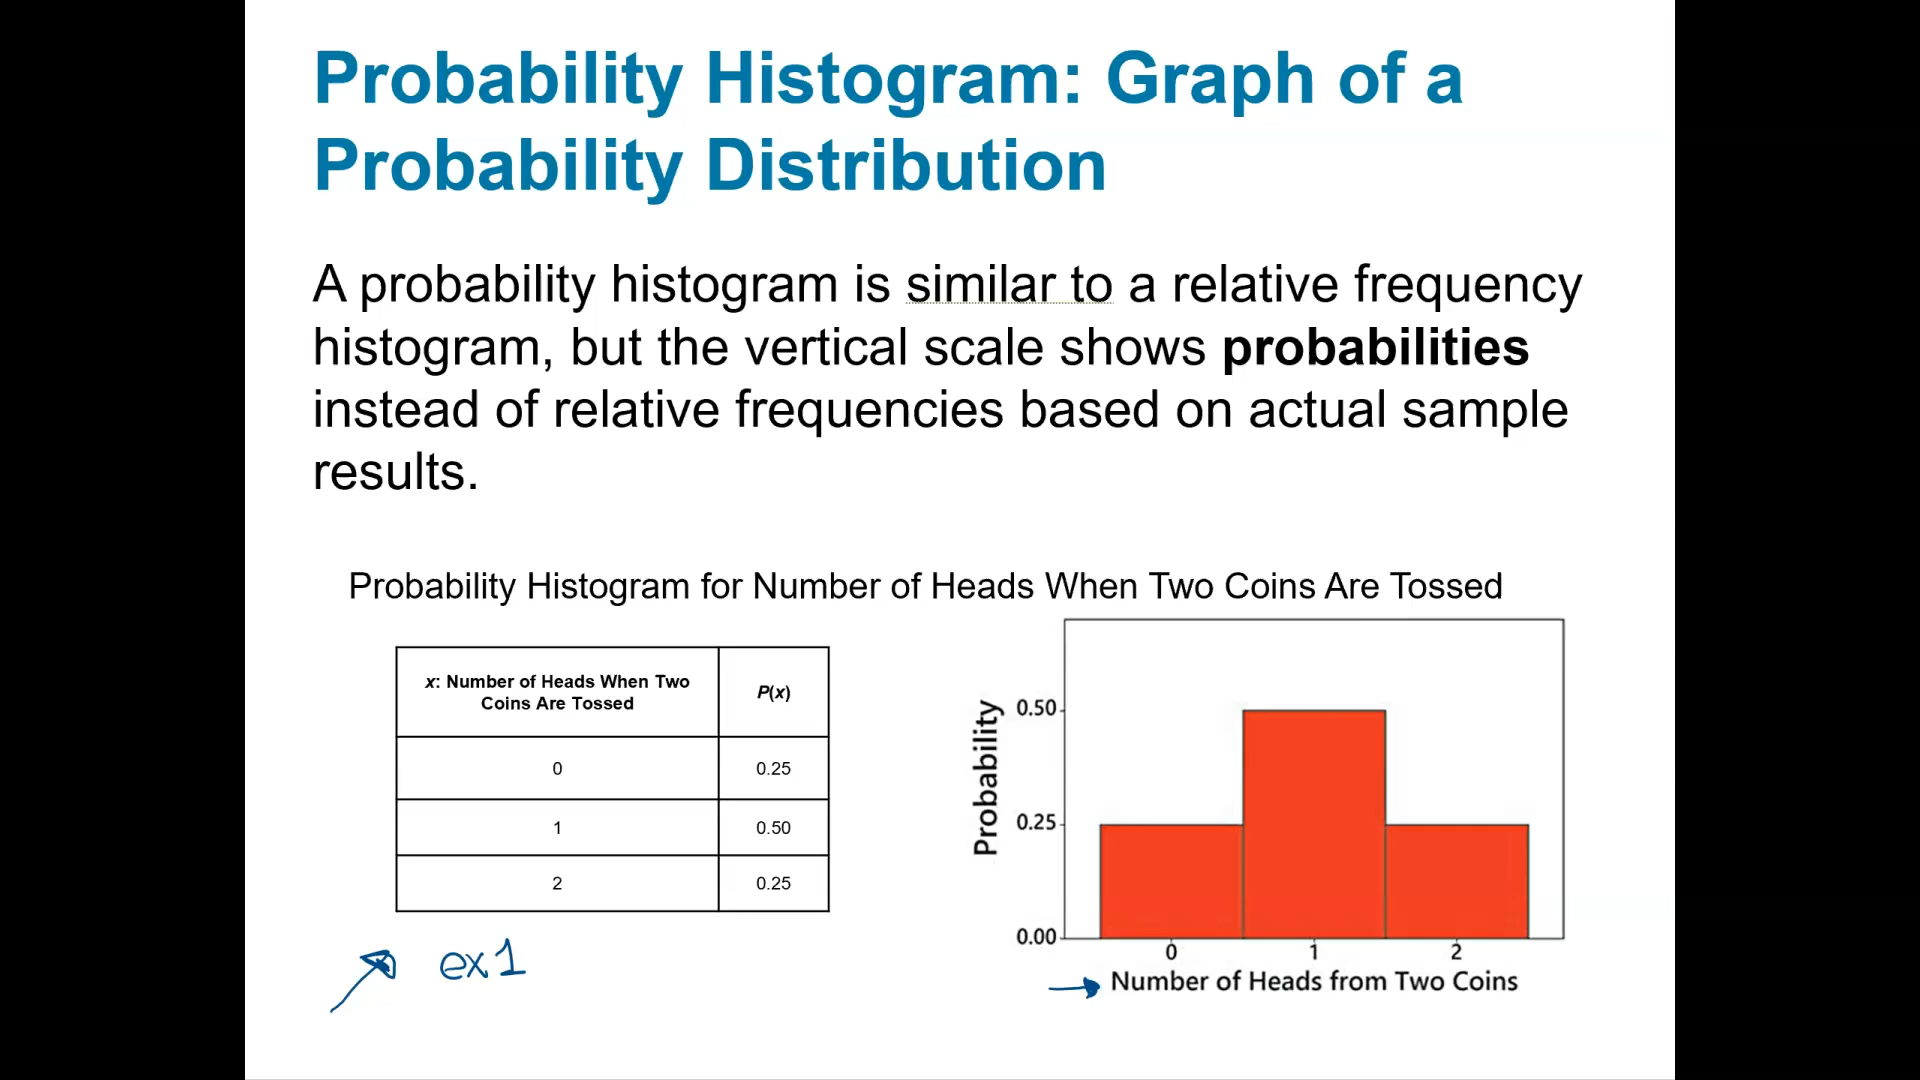 Probability Histogram: Graph of a
Probability Distribution
A probability histogram is similar to a relative frequency
histogram, but the vertical scale shows probabilities
instead of relative frequencies based on actual sample
results.
Probability Histogram for Number of Heads When Two Coins Are Tossed
x: Number of Heads When Two
Coins Are Tossed
P(x)
0 0.25
1 0.50
2 0.25
ex1
Probability
0.50
0.25
0.00
0 1 2
Number of Heads from Two Coins